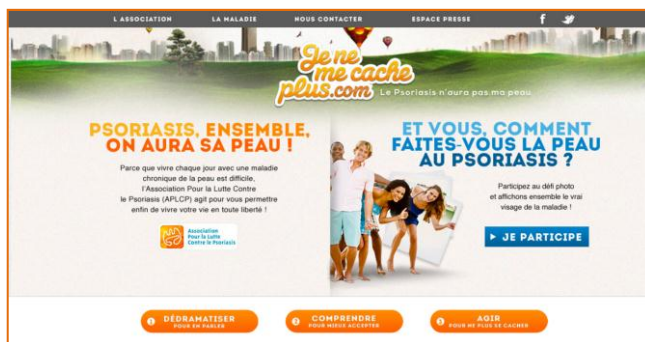 L ASSOCIATION
LA MALADIE
NOUS CONTACTER
ESPACE PRESSE
f
Je ne
me cache
plus.com
Le Psoriasis n'aura pas ma peau
PSORIASIS, ENSEMBLE,
ON AURA SA PEAU !
Parce que vivre chaque jour avec une maladie
chronique de la peau est difficile,
l'Association Pour la Lutte Contre
le Psoriasis (APLCP) agit pour vous permettre
enfin de vivre votre vie en toute liberté !
Association
Pour la Lutte
Contre le Psoriasis
ET VOUS, COMMENT
FAITES-VOUS LA PEAU
AU PSORIASIS ?
Participez au défi photo
et affichons ensemble le vrai
visage de la maladie !
JE PARTICIPE
1 DÉDRAMATISER
POUR EN PARLER
2 COMPRENDRE
POUR MIEUX ACCEPTER
3 AGIR
POUR NE PLUS SE CACHER